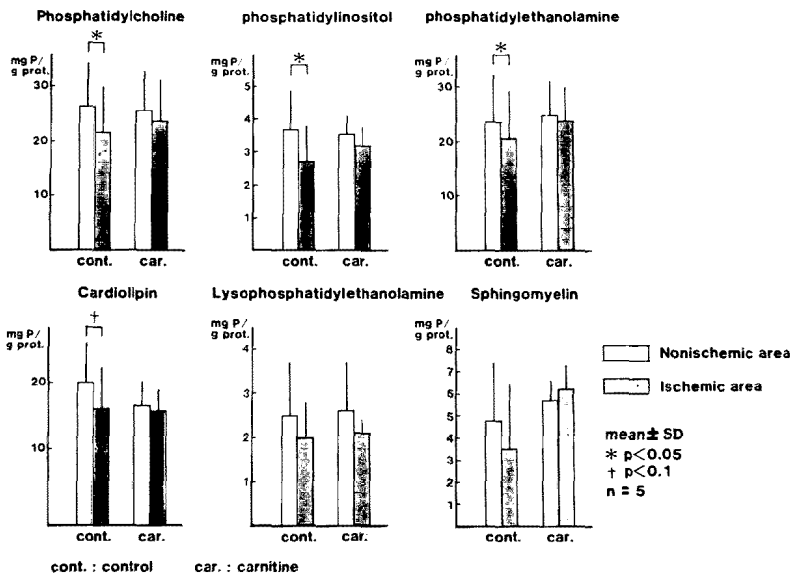 Phosphatidylcholine
*
mg P/
g prot.
30
20
10
cont. car.
phosphatidylinositol
*
mg P/
g prot.
5
4
3
2
1
cont. car.
phosphatidylethanolamine
*
mg P/
g prot.
30
20
10
cont. car.
Cardiolipin
†
mg P/
g prot.
20
10
cont. car.
Lysophosphatidylethanolamine
mg P/
g prot.
4
3
2
1
cont. car.
Sphingomyelin
mg P/
g prot.
8
7
6
5
4
3
2
1
cont. car.
Nonischemic area
Ischemic area
mean ± SD
* p<0.05
† p<0.1
n = 5
cont. : control car. : carnitine